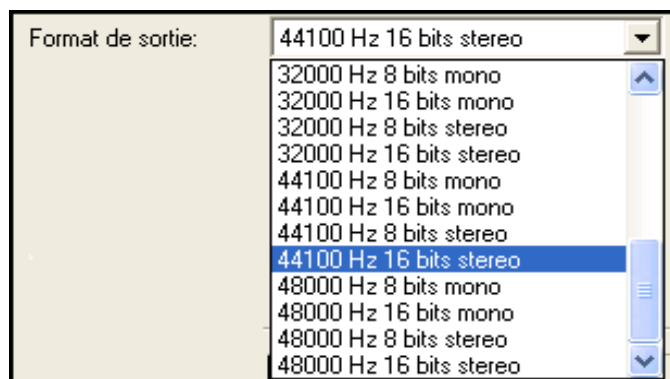 Format de sortie: 44100 Hz 16 bits stereo
32000 Hz 8 bits mono
32000 Hz 16 bits mono
32000 Hz 8 bits stereo
32000 Hz 16 bits stereo
44100 Hz 8 bits mono
44100 Hz 16 bits mono
44100 Hz 8 bits stereo
44100 Hz 16 bits stereo
48000 Hz 8 bits mono
48000 Hz 16 bits mono
48000 Hz 8 bits stereo
48000 Hz 16 bits stereo